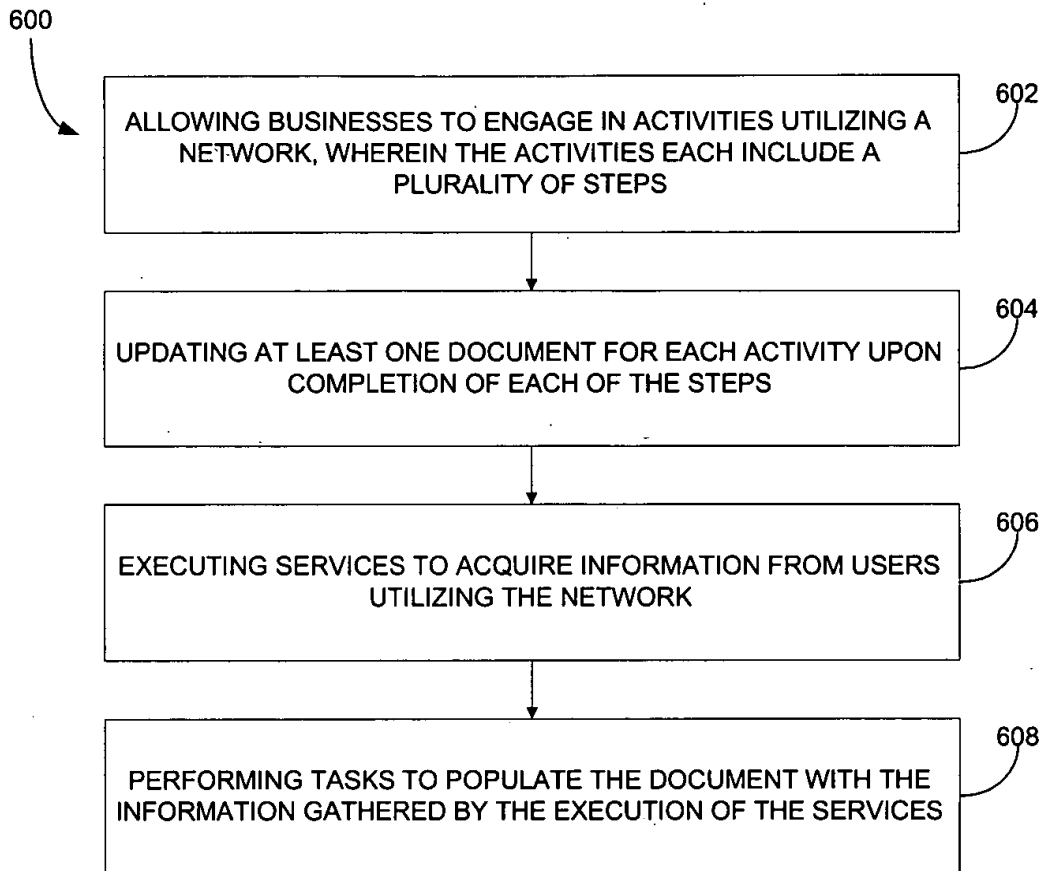 600
602
ALLOWING BUSINESSES TO ENGAGE IN ACTIVITIES UTILIZING A
NETWORK, WHEREIN THE ACTIVITIES EACH INCLUDE A
PLURALITY OF STEPS
604
UPDATING AT LEAST ONE DOCUMENT FOR EACH ACTIVITY UPON
COMPLETION OF EACH OF THE STEPS
606
EXECUTING SERVICES TO ACQUIRE INFORMATION FROM USERS
UTILIZING THE NETWORK
608
PERFORMING TASKS TO POPULATE THE DOCUMENT WITH THE
INFORMATION GATHERED BY THE EXECUTION OF THE SERVICES